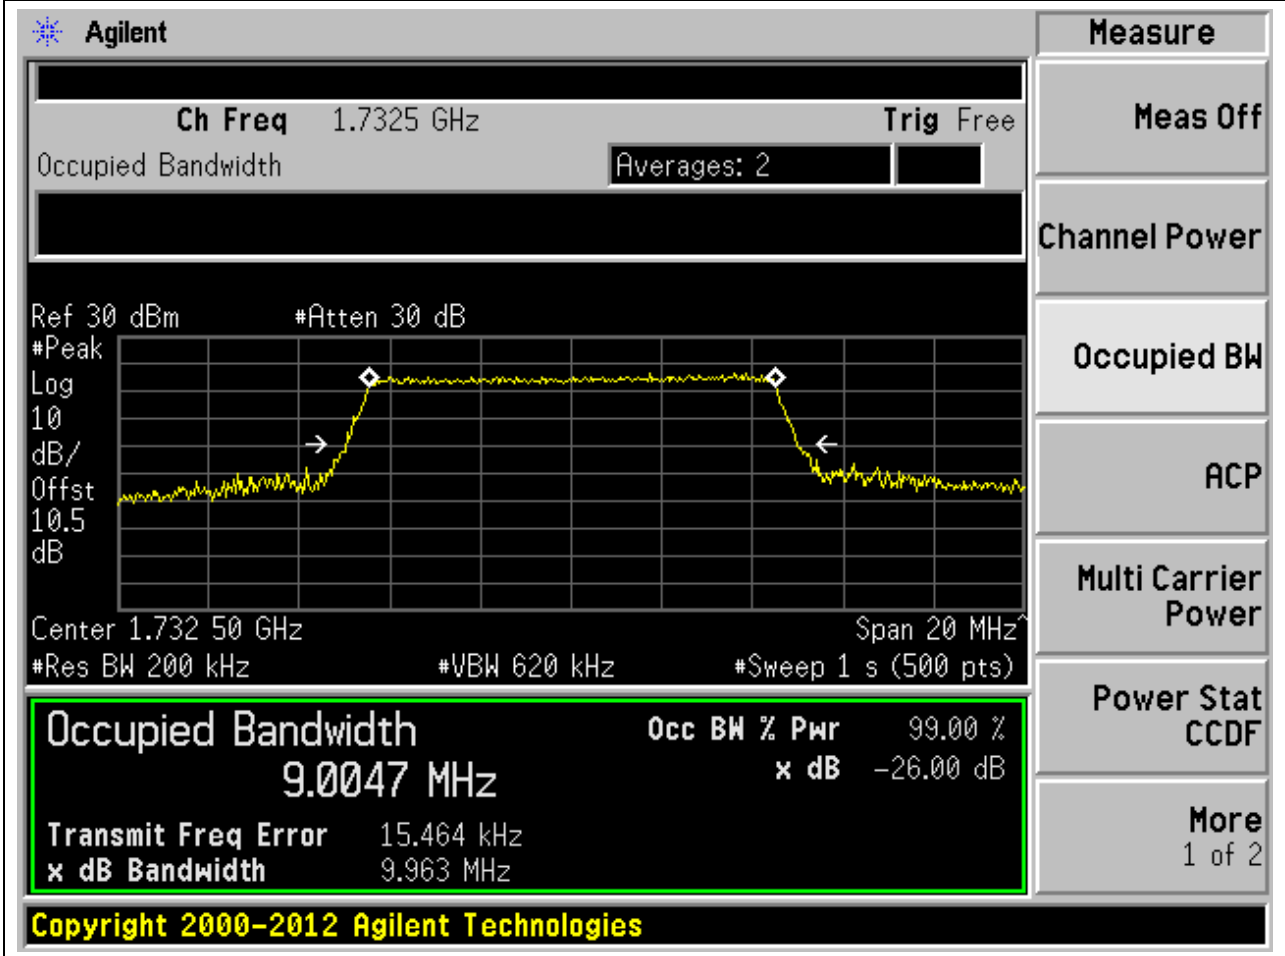 Agilent
Measure
Ch Freq 1.7325 GHz Trig Free
Occupied Bandwidth Averages: 2
Meas Off
Channel Power
Occupied BW
ACP
Multi Carrier
Power
Power Stat
CCDF
More
1 of 2
Ref 30 dBm #Atten 30 dB
#Peak
Log
10
dB/
Offst
10.5
dB
Center 1.732 50 GHz Span 20 MHz^
#Res BW 200 kHz #VBW 620 kHz #Sweep 1 s (500 pts)
Occupied Bandwidth Occ BW % Pwr 99.00 %
9.0047 MHz x dB -26.00 dB
Transmit Freq Error 15.464 kHz
x dB Bandwidth 9.963 MHz
Copyright 2000-2012 Agilent Technologies